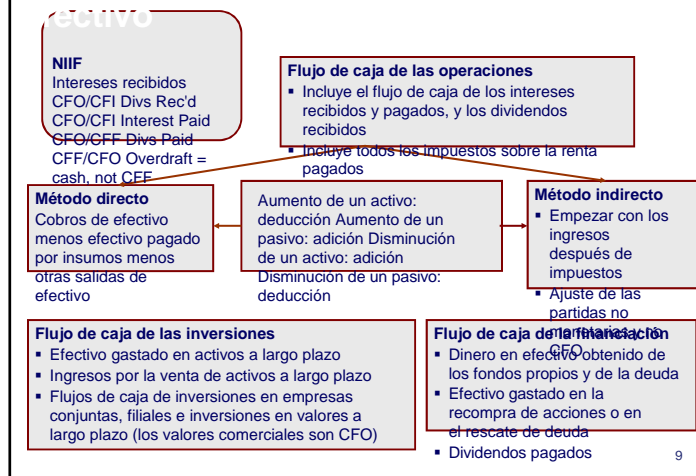 NIIF
Intereses recibidos
CFO/CFI Divs Rec'd
CFO/CFI Interest Paid
CFO/CFF Divs Paid
CFF/CFO Overdraft =
cash, not CFF
Flujo de caja de las operaciones
▪ Incluye el flujo de caja de los intereses
recibidos y pagados, y los dividendos
recibidos
▪ Incluye todos los impuestos sobre la renta
pagados
Método directo
Cobros de efectivo
menos efectivo pagado
por insumos menos
otras salidas de
efectivo
Aumento de un activo:
deducción Aumento de un
pasivo: adición Disminución
de un activo: adición
Disminución de un pasivo:
deducción
Método indirecto
▪ Empezar con los
ingresos
después de
impuestos
▪ Ajuste de las
partidas no
monetarias y no
CFO
Flujo de caja de las inversiones
▪ Efectivo gastado en activos a largo plazo
▪ Ingresos por la venta de activos a largo plazo
▪ Flujos de caja de inversiones en empresas
conjuntas, filiales e inversiones en valores a
largo plazo (los valores comerciales son CFO)
Flujo de caja de la financiación
▪ Dinero en efectivo obtenido de
los fondos propios y de la deuda
▪ Efectivo gastado en la
recompra de acciones o en
el rescate de deuda
▪ Dividendos pagados
9